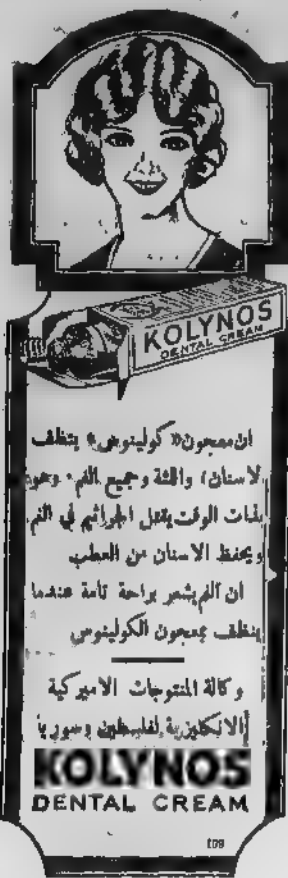 KOLYNOS
DENTAL CREAM
ان معجون « كولينوس » ينظف
الاسنان، واللثة وجميع الفم، وهو
بذات الوقت يقتل الجراثيم في الفم
ويحفظ الاسنان من العطب
ان الفم يشعر براحة تامة عندما
ينظف بمعجون الكولينوس
وكالة المنتوجات الاميركية
الانكليزية لفلسطين وسوريا
KOLYNOS
DENTAL CREAM